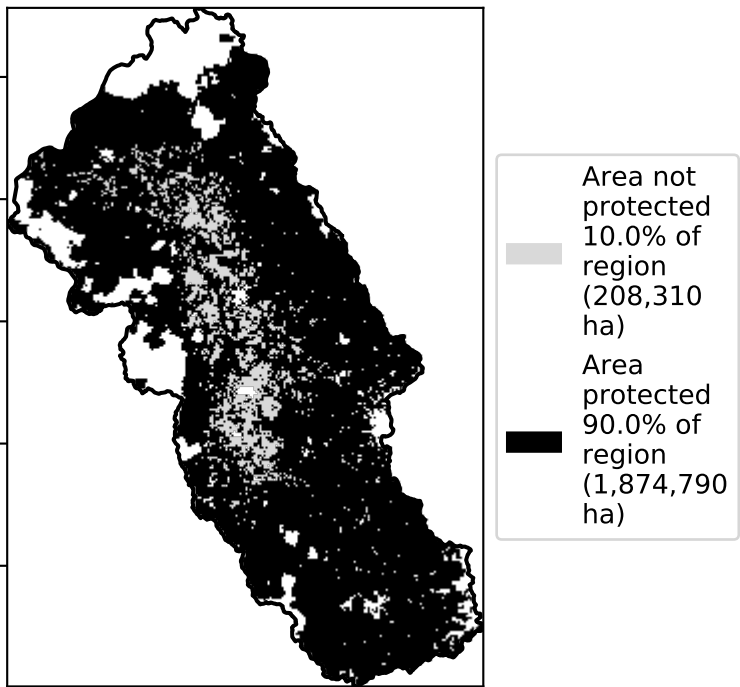 Area not
protected
10.0% of
region
(208,310
ha)
Area
protected
90.0% of
region
(1,874,790
ha)